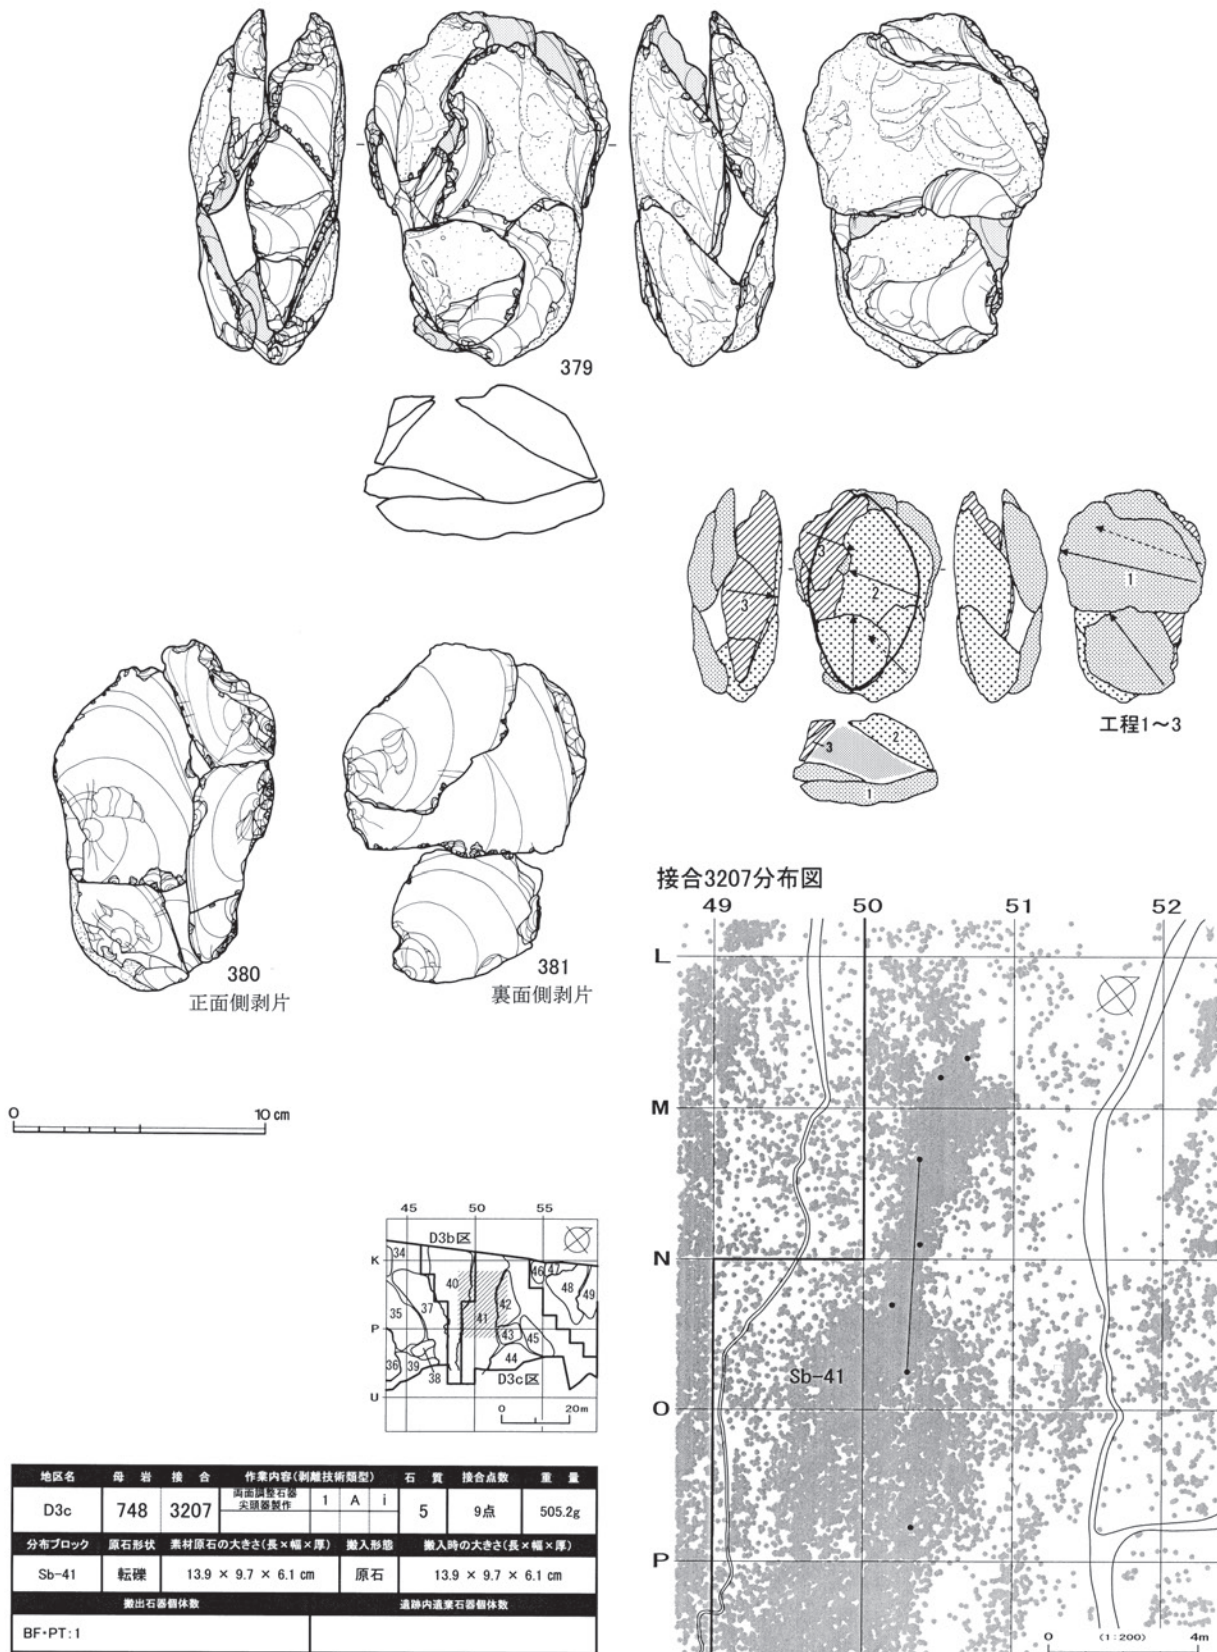 379
3
3
2
1
工程1～3
3
2
1
380
正面側剥片
381
裏面側剥片
0 10cm
接合3207分布図
49 50 51 52
L
M
N
O
P
Sb-41
0 (1:200) 4m
45 50 55
D3b区
K
P
U
34
35
36
37
38
39
40
41
42
43
44
45
46
47
48
49
D3c区
0 20m
地区名 母岩 接合 作業内容(剥離技術類型) 石質 接合点数 重量
D3c 748 3207 両面調整石器 1 A i 5 9点 505.2g
尖頭器製作
分布ブロック 原石形状 素材原石の大きさ(長×幅×厚) 搬入形態 搬入時の大きさ(長×幅×厚)
Sb-41 転礫 13.9 × 9.7 × 6.1 cm 原石 13.9 × 9.7 × 6.1 cm
搬出石器個体数 遺跡内遺棄石器個体数
BF・PT:1